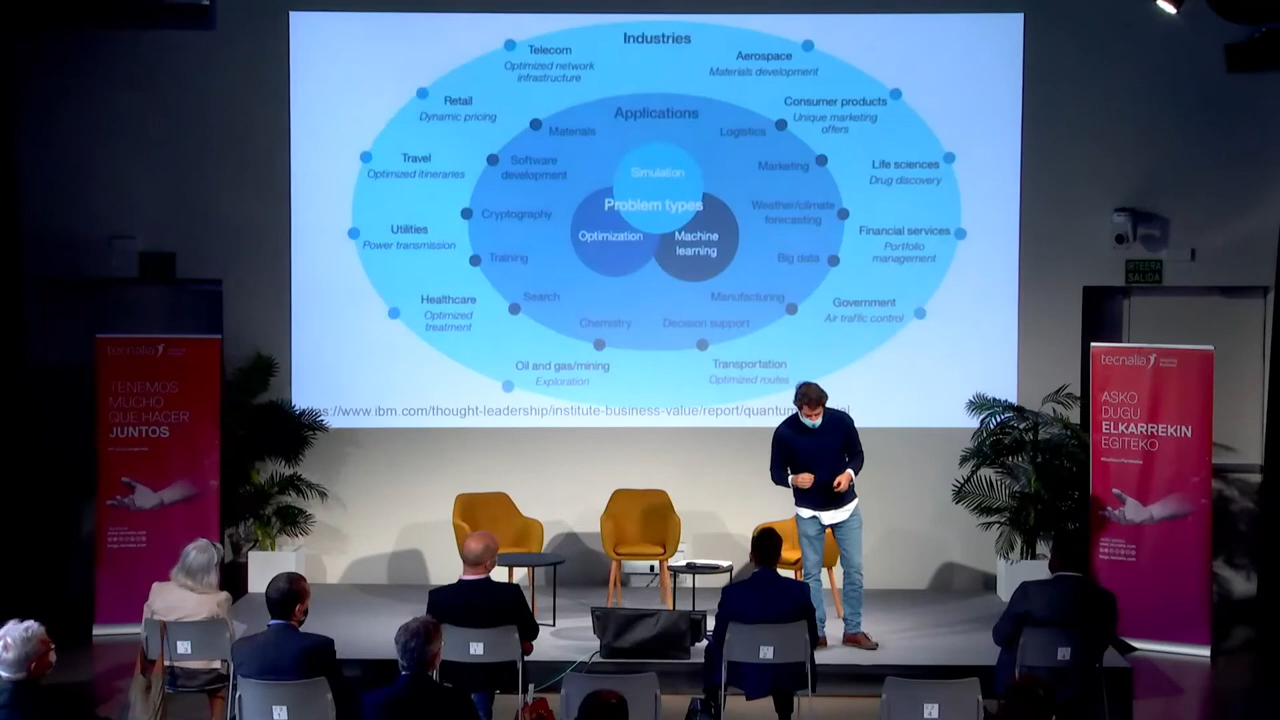 Industries
Telecom
Optimized network
infrastructure
Aerospace
Materials development
Retail
Dynamic pricing
Consumer products
Unique marketing
offers
Travel
Optimized itineraries
Life sciences
Drug discovery
Utilities
Power transmission
Financial services
Portfolio
management
Healthcare
Optimized
treatment
Government
Air traffic control
Oil and gas/mining
Exploration
Transportation
Optimized routes
Applications
Materials
Logistics
Software
development
Marketing
Cryptography
Weather/climate
forecasting
Training
Big data
Search
Manufacturing
Chemistry
Decision support
Simulation
Problem types
Optimization
Machine
learning
ps://www.ibm.com/thought-leadership/institute-business-value/report/quantum
IRTEERA
SALIDA
tecnalia
TENEMOS
MUCHO
QUE HACER
JUNTOS
tecnalia
ASKO
DUGU
ELKARREKIN
EGITEKO